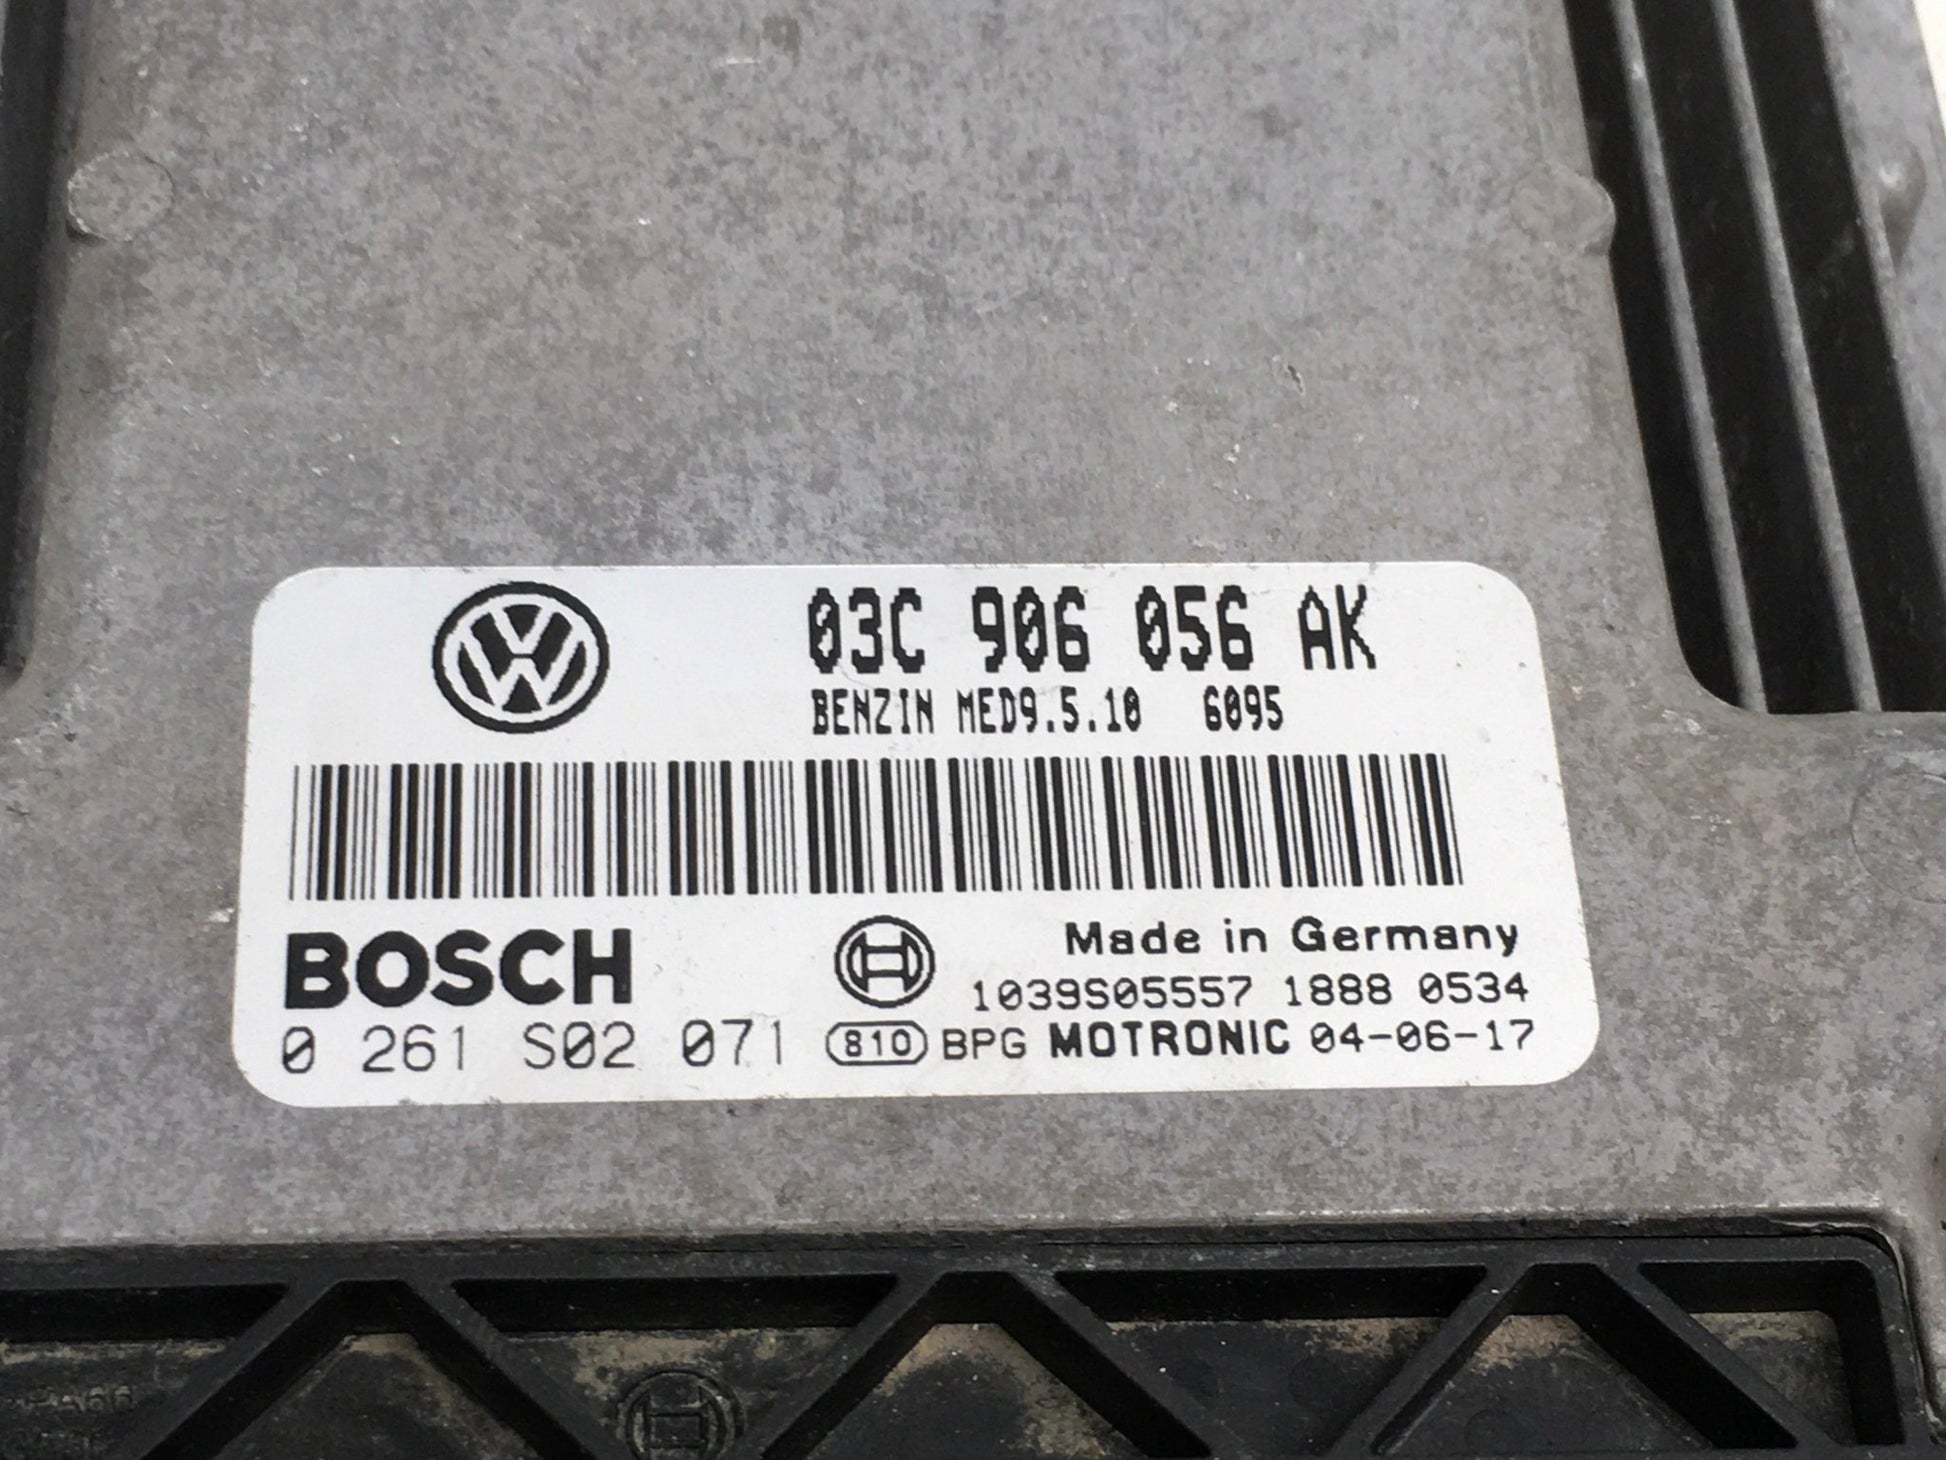 03C 906 056 AK
BENZIN MED9.5.10 6095
BOSCH
Made in Germany
1039S05557 1888 0534
0 261 S02 071 810 BPG MOTRONIC 04-06-17